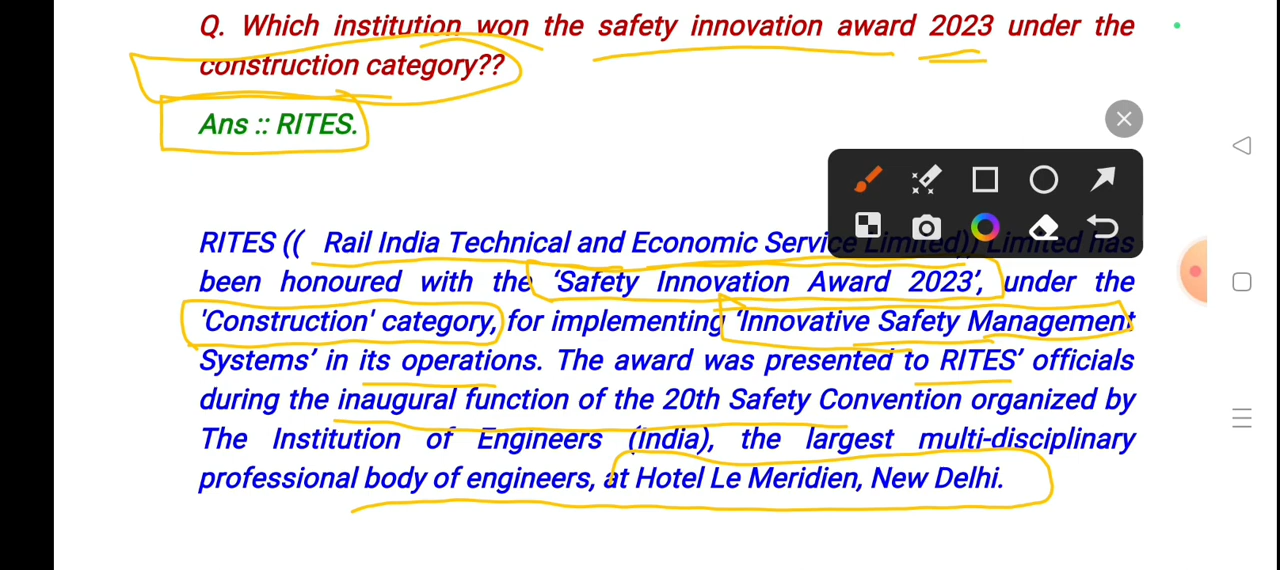 Q. Which institution won the safety innovation award 2023 under the
construction category??
Ans :: RITES.
RITES (( Rail India Technical and Economic Service Limited)) Limited has
been honoured with the ‘Safety Innovation Award 2023’, under the
'Construction' category, for implementing ‘Innovative Safety Management
Systems’ in its operations. The award was presented to RITES’ officials
during the inaugural function of the 20th Safety Convention organized by
The Institution of Engineers (India), the largest multi-disciplinary
professional body of engineers, at Hotel Le Meridien, New Delhi.